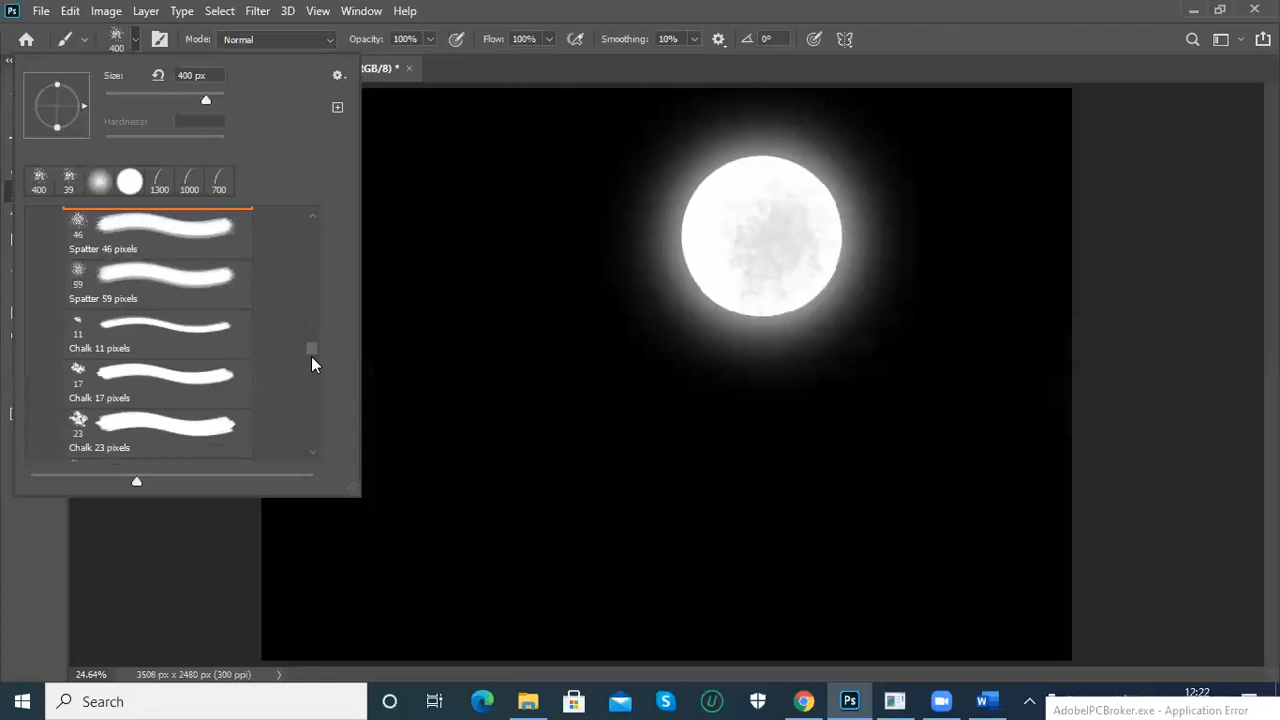 Ps File Edit Image Layer Type Select Filter 3D View Window Help
400 Mode: Normal Opacity: 100% Flow: 100% Smoothing: 10% 0°
RGB/8) * ×
Size: 400 px
Hardness:
400 39 1300 1000 700
46
Spatter 46 pixels
59
Spatter 59 pixels
11
Chalk 11 pixels
17
Chalk 17 pixels
23
Chalk 23 pixels
24.64% 3508 px x 2480 px (300 ppi)
Search
Ps
12:22
AdobeIPCBroker.exe - Application Error